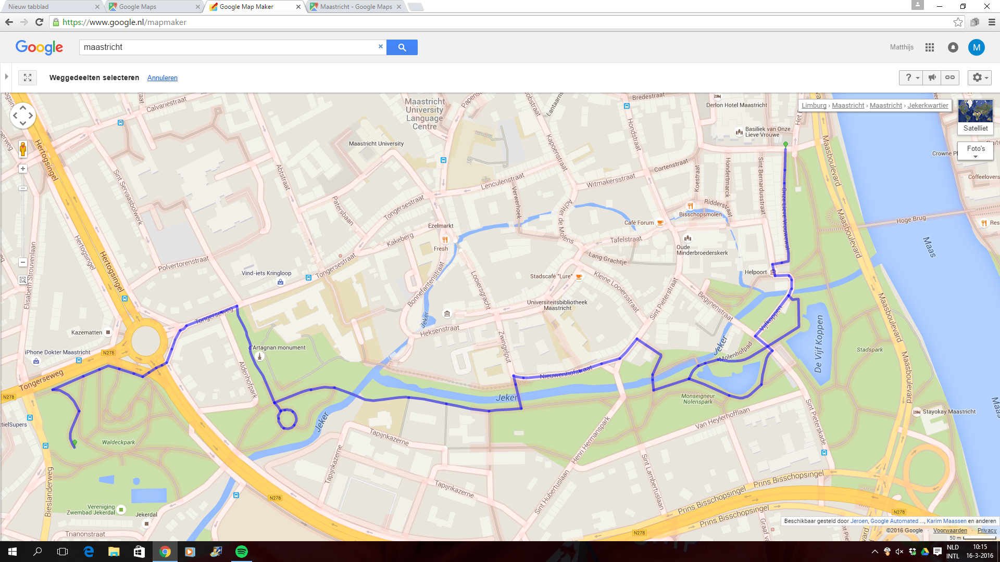 Nieuw tabblad
Google Maps
Google Map Maker
Maastricht - Google Maps
https://www.google.nl/mapmaker
Google
maastricht
Matthijs
M
Weggedeelten selecteren
Annuleren
?
Limburg › Maastricht › Maastricht › Jekerkwartier
Satelliet
Foto's
Calvariestraat
Maastricht
University
Language
Centre
Papenstraat
Lantaarns
Bredestraat
Derlon Hotel Maastricht
Basiliek van Onze
Lieve Vrouwe
Maasboulevard
Crowne P
Coffeelovers
Hertogsingel
Sint Servaasbolwerk
Abtstraat
Maastricht University
Kapoenstraat
Hondstraat
Cortenstraat
Koestraat
Hondertmarck
Sint Bernardusstraat
Onze Lieve Vrouwewal
Lenculenstraat
Witmakersstraat
Verwerhoek
Achter de Molens
Patersbaan
Tongersestraat
Ridderstraat
Bisschopsmolen
Maasboulevard
Hoge Brug
Res
Maas
Ezelmarkt
Café Forum
Kakeberg
Fresh
Tafelstraat
Oude
Minderbroederskerk
Lang Grachtje
Elisabeth Strouvenlaan
Hertogsingel
Hertogsingel
Polvertorenstraat
Tongersestraat
Vind-iets Kringloop
Bonnefantenstraat
Looiersgracht
Stadscafé "Lure"
Kleine Looiersstraat
Sint Pieterstraat
Helpoort
Begijnenstraat
Vijfkoppen
Universiteitsbibliotheek
Maastricht
Maasboulevard
Tongerseweg
Jeker
Heksenstraat
Zwingelput
De Vijf Koppen
Stadspark
Kazematten
iPhone Dokter Maastricht
N278
d'Artagnan monument
Jeker
Molenhofpad
Aldenhofpark
Nieuwenhofstraat
Maasboulevard
Tongerseweg
N278
Jeker
Monseigneur
Nolenspark
Sint Pieterskade
Stayokay Maastricht
Maas
ctielSupers
Jeker
Van Heylerhofflaan
Henri Hermanspark
Tapijnkazerne
Waldeckpark
Tapijnkazerne
Sint Lambertuslaan
Bieslanderweg
Prins Bisschopsingel
Tapijnkazerne
Sint Hubertuslaan
Prins Bisschopsingel
N278
Vereniging
Zwembad Jekerdal
Jekerdal
Prins Bisschopsingel
N278
Trianonstraat
N278
Beschikbaar gesteld door Jeroen, Google Automated ..., Karim Maassen en anderen
©2016 Google - Voorwaarden - Privacy
50 m
NLD
INTL
10:15
16-3-2016